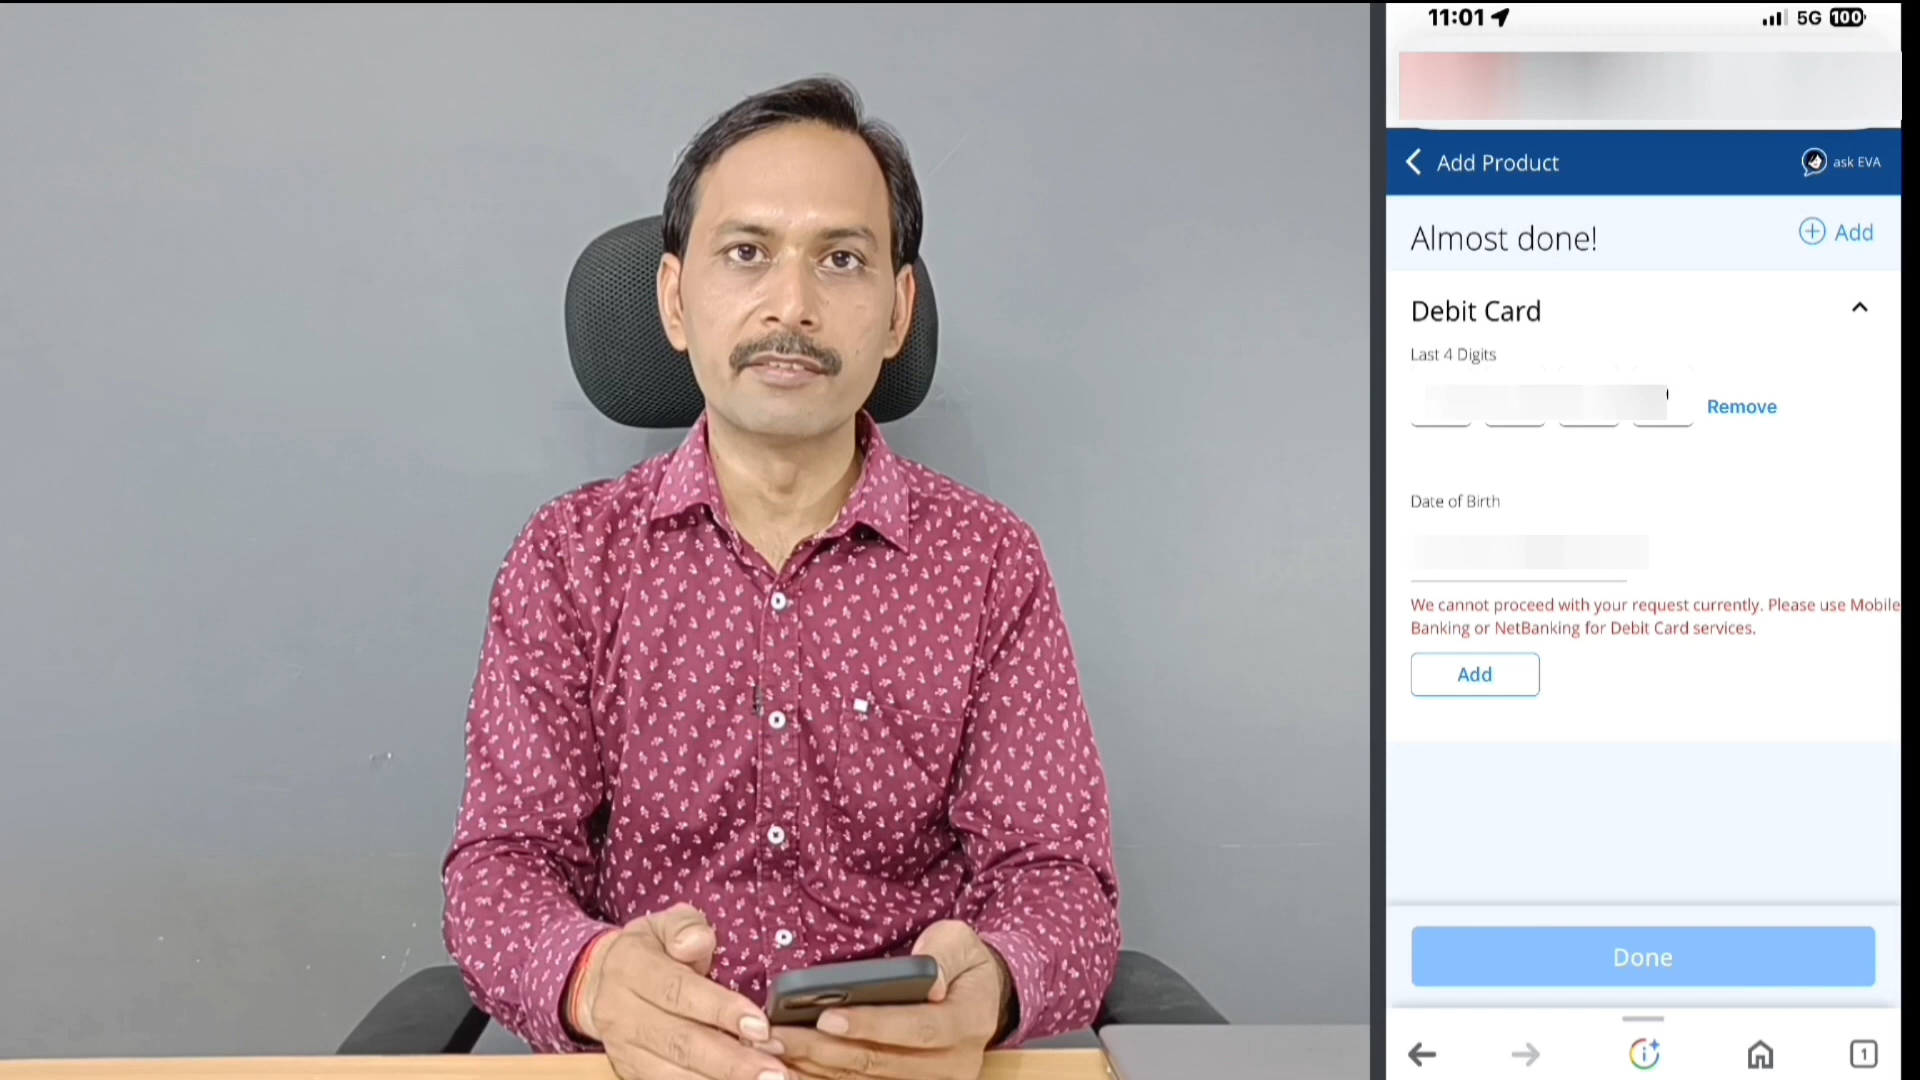 11:01
5G 100
Add Product
ask EVA
Almost done!
Add
Debit Card
Last 4 Digits
Remove
Date of Birth
We cannot proceed with your request currently. Please use Mobile
Banking or NetBanking for Debit Card services.
Add
Done
1